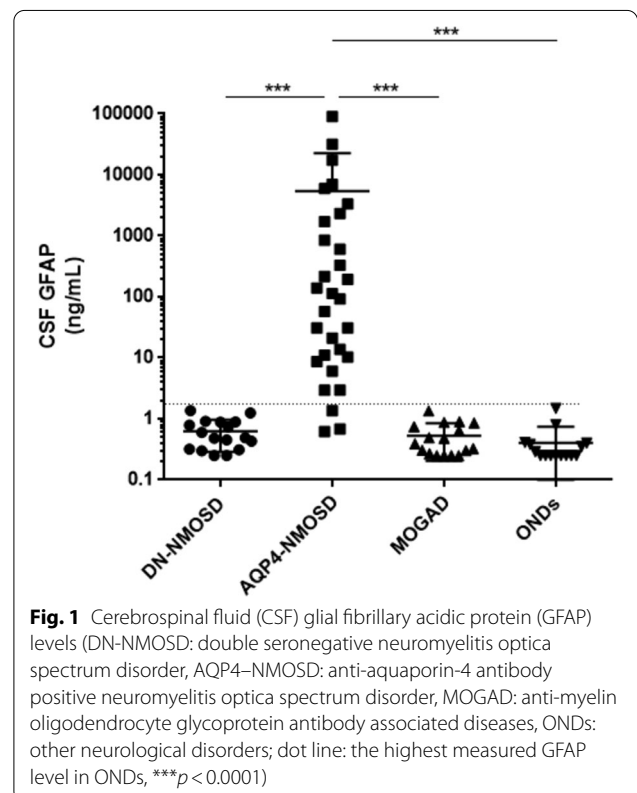 ***
*** ***
100000
10000
1000
100
10
1
0.1
CSF GFAP
(ng/mL)
DN-NMOSD
AQP4-NMOSD
MOGAD
ONDs
Fig. 1 Cerebrospinal fluid (CSF) glial fibrillary acidic protein (GFAP)
levels (DN-NMOSD: double seronegative neuromyelitis optica
spectrum disorder, AQP4–NMOSD: anti-aquaporin-4 antibody
positive neuromyelitis optica spectrum disorder, MOGAD: anti-myelin
oligodendrocyte glycoprotein antibody associated diseases, ONDs:
other neurological disorders; dot line: the highest measured GFAP
level in ONDs, ***p < 0.0001)